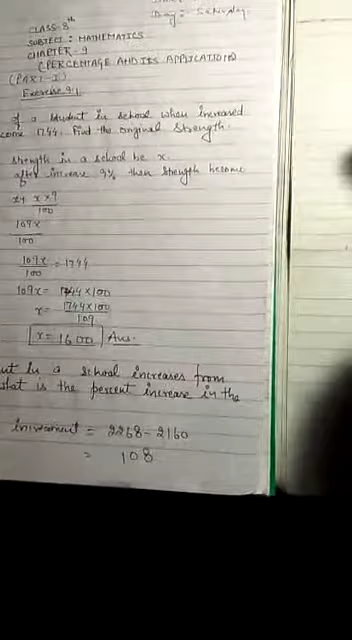 Day: Saturday
CLASS-8th
SUBJECT: MATHEMATICS
CHAPTER-9
(PERCENTAGE AND ITS APPLICATION)
(PART-I)
Exercise 9.1
of a student in school when increased
come 1744. Find the original strength.
strength in a school be x.
after increase 9% then strength become
x+ x×9/100
109x/100
109x/100 = 1744
109x = 1744×100
x = 1744×100/109
x = 1600 Ans.
ent in a school increases from
what is the percent increase in the
increment = 2268-2160
= 108